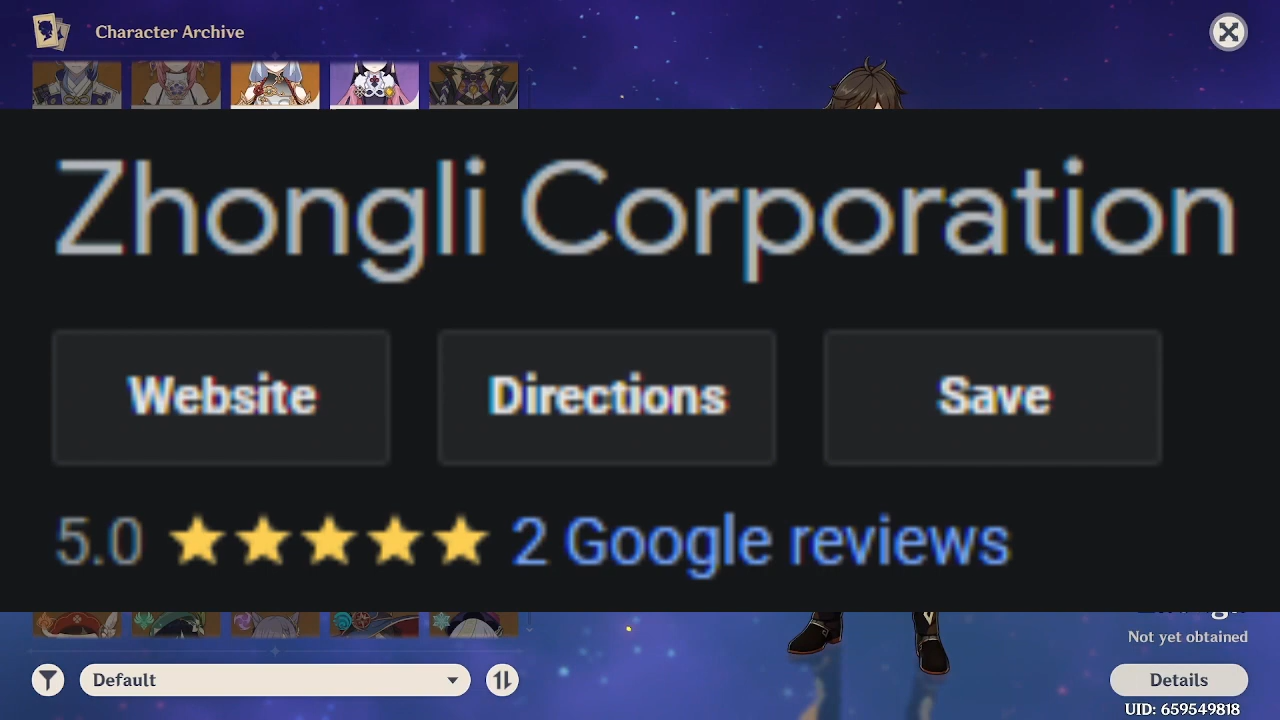 Character Archive
Zhongli Corporation
Website
Directions
Save
5.0
2 Google reviews
Not yet obtained
Default
Details
UID: 659549818